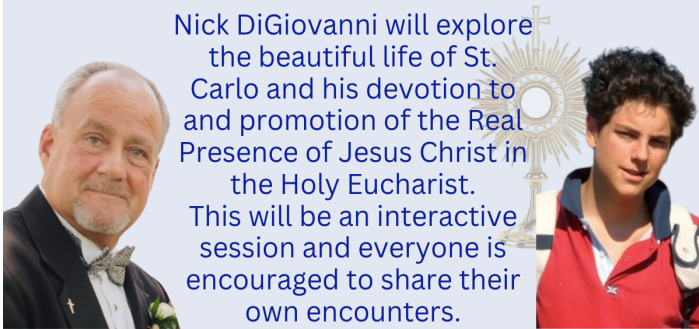 Nick DiGiovanni will explore
the beautiful life of St.
Carlo and his devotion to
and promotion of the Real
Presence of Jesus Christ in
the Holy Eucharist.
This will be an interactive
session and everyone is
encouraged to share their
own encounters.